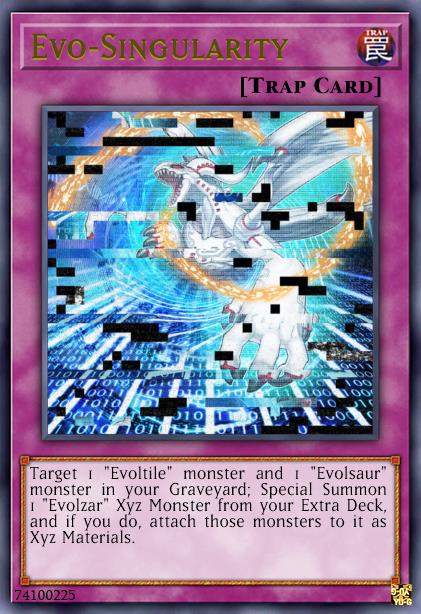 EVO-SINGULARITY
TRAP
罠
[TRAP CARD]
Target 1 "Evoltile" monster and 1 "Evolsaur"
monster in your Graveyard; Special Summon
1 "Evolzar" Xyz Monster from your Extra Deck,
and if you do, attach those monsters to it as
Xyz Materials.
74100225